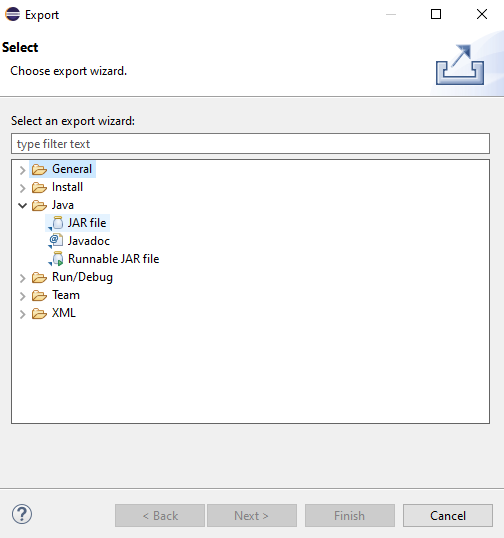 Export
Select
Choose export wizard.
Select an export wizard:
type filter text
General
Install
Java
JAR file
Javadoc
Runnable JAR file
Run/Debug
Team
XML
< Back
Next >
Finish
Cancel